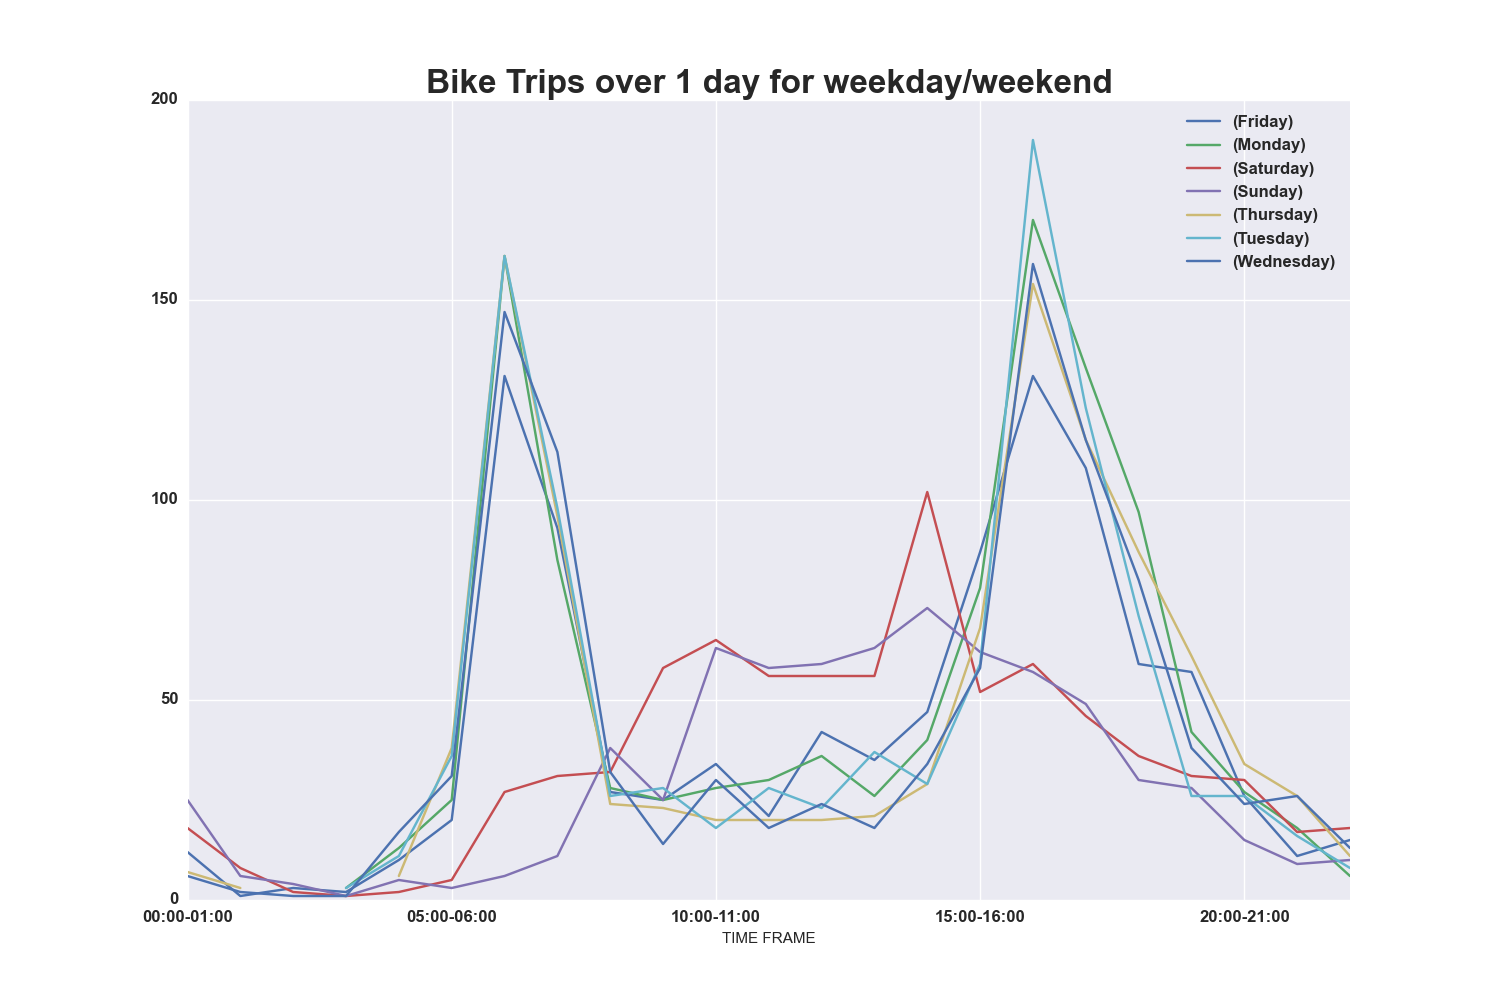 Bike Trips over 1 day for weekday/weekend
200
150
100
50
0
(Friday)
(Monday)
(Saturday)
(Sunday)
(Thursday)
(Tuesday)
(Wednesday)
00:00-01:00 05:00-06:00 10:00-11:00 15:00-16:00 20:00-21:00
TIME FRAME